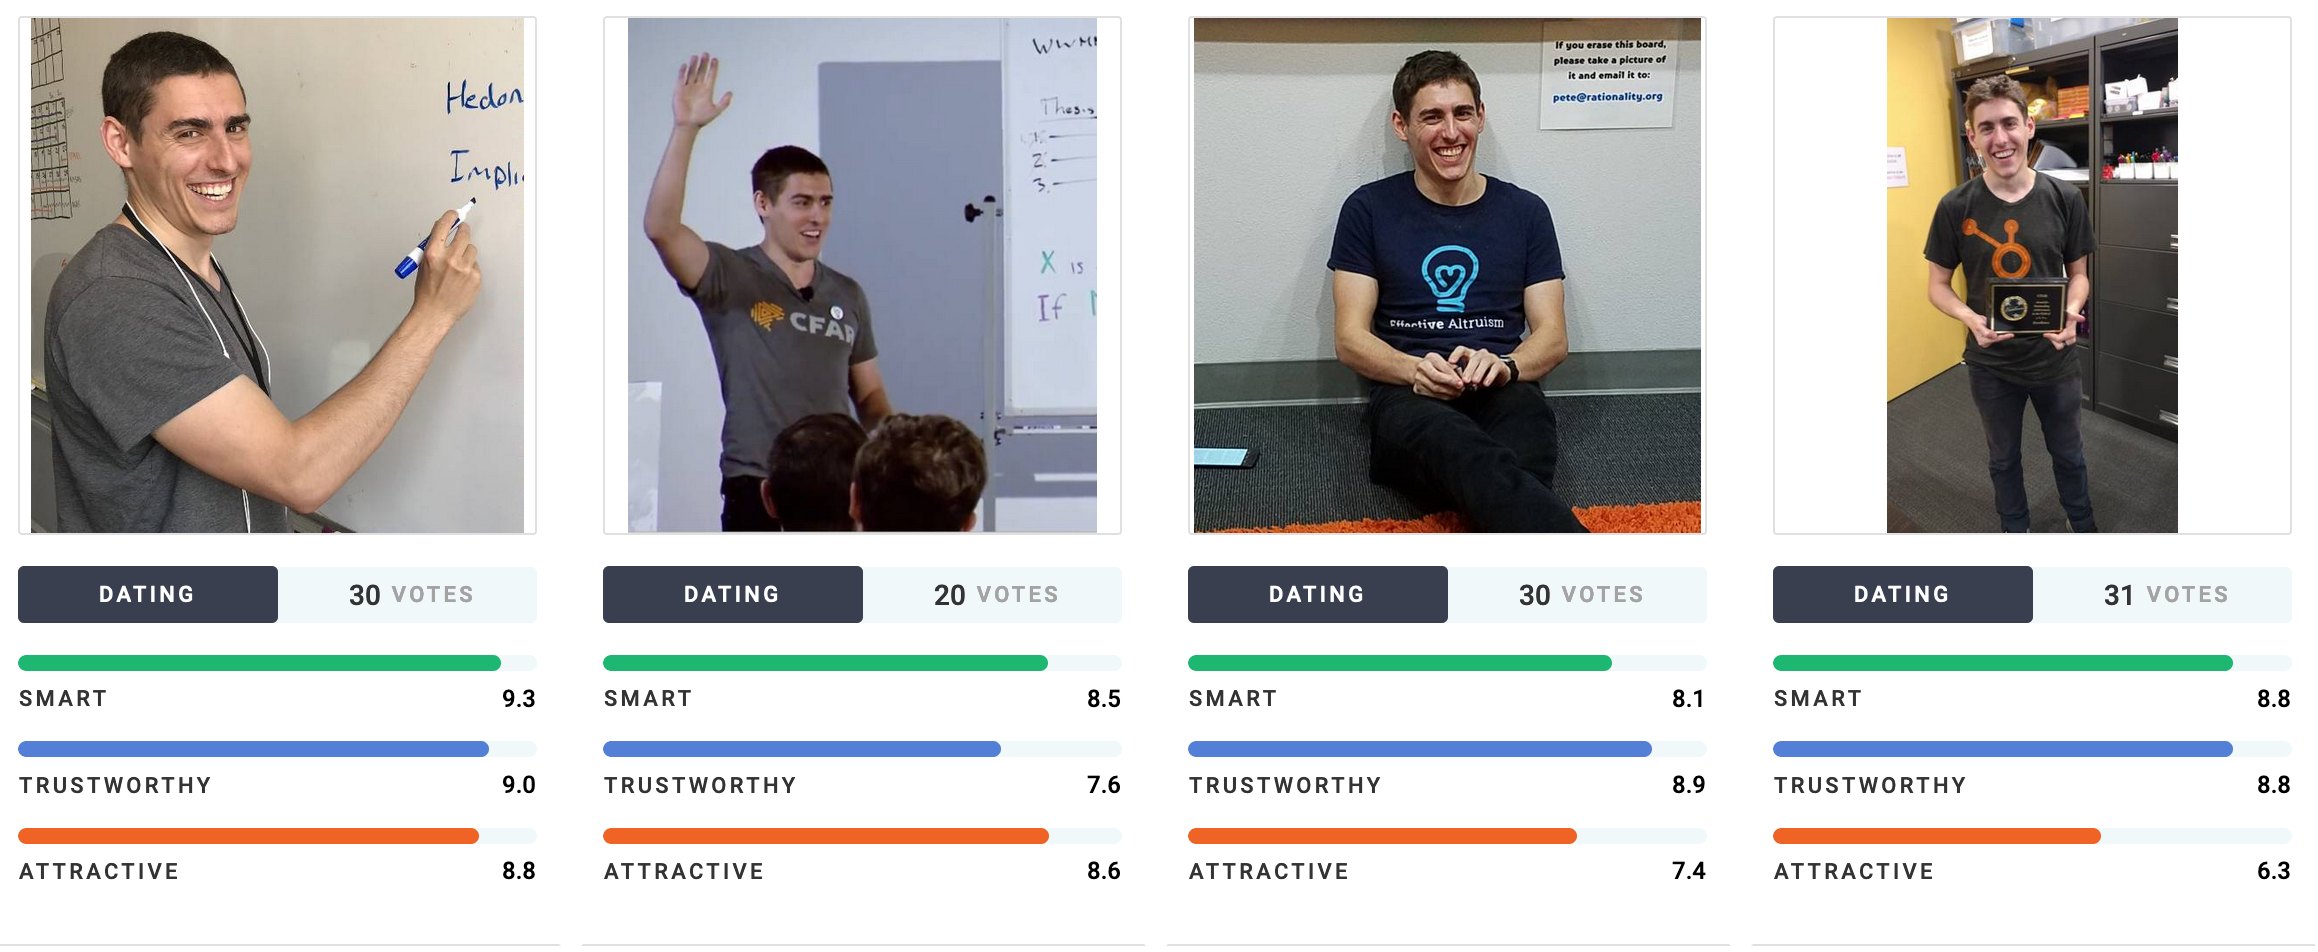 Hedon
Impli
WWMM
Thesis
2.
3.
X is
If
CFAR
If you erase this board,
please take a picture of
it and email it to:
pete@rationality.org
Effective Altruism
DATING
30 VOTES
SMART
9.3
TRUSTWORTHY
9.0
ATTRACTIVE
8.8
DATING
20 VOTES
SMART
8.5
TRUSTWORTHY
7.6
ATTRACTIVE
8.6
DATING
30 VOTES
SMART
8.1
TRUSTWORTHY
8.9
ATTRACTIVE
7.4
DATING
31 VOTES
SMART
8.8
TRUSTWORTHY
8.8
ATTRACTIVE
6.3